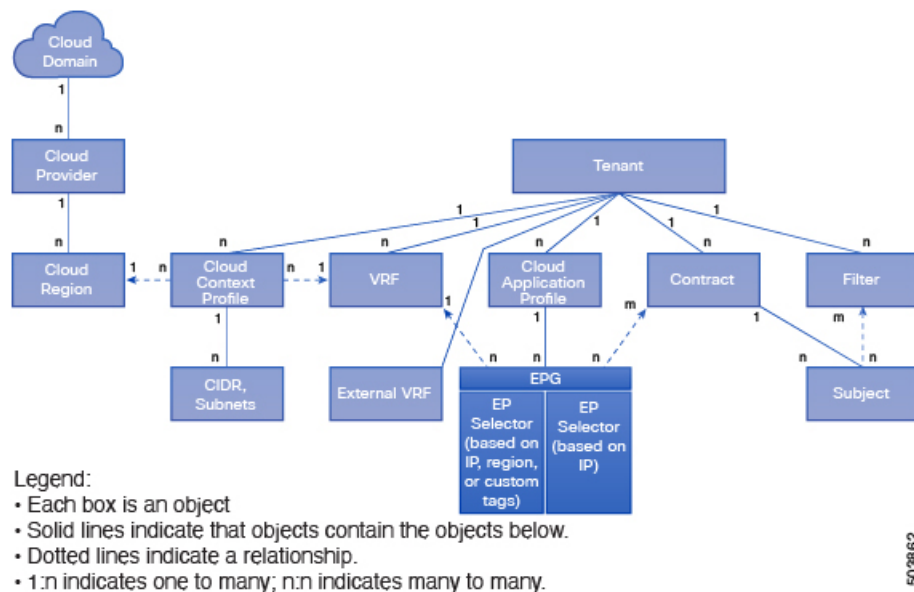 Cloud
Domain
1
n
Cloud
Provider
Tenant
1
1
1
1
1
1
n
n
n
n
n
n
Cloud
Region
1
n
Cloud
Context
Profile
n
1
VRF
Cloud
Application
Profile
Contract
Filter
1
1
1
m
1
m
n
n
n
n
n
n
CIDR,
Subnets
External VRF
EPG
EP
Selector
(based on
IP, region,
or custom
tags)
EP
Selector
(based on
IP)
Subject
Legend:
• Each box is an object
• Solid lines indicate that objects contain the objects below.
• Dotted lines indicate a relationship.
• 1:n indicates one to many; n:n indicates many to many.
503862